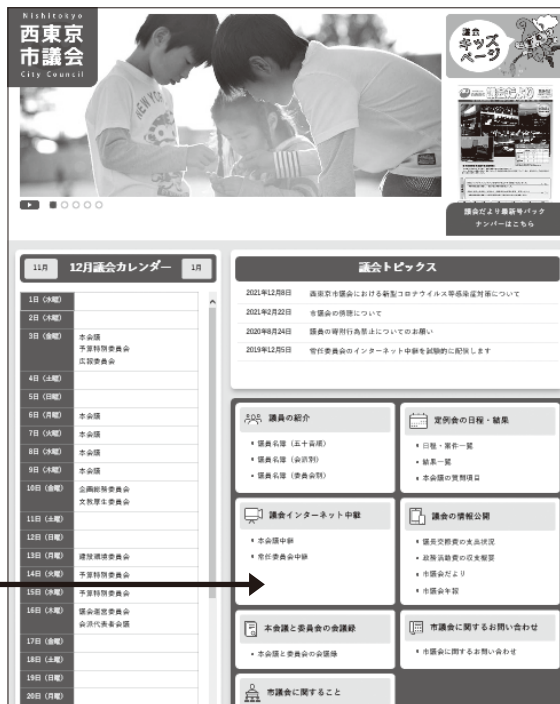 Nishitokyo
西東京
市議会
City Council
議会
キッズ
ページ
議会だより
議会だより最新号バック
ナンバーはこちら
11月
12月議会カレンダー
1月
1日（水曜）
2日（木曜）
3日（金曜）
本会議
予算特別委員会
広報委員会
4日（土曜）
5日（日曜）
6日（月曜）
本会議
7日（火曜）
本会議
8日（水曜）
本会議
9日（木曜）
本会議
10日（金曜）
企画総務委員会
文教厚生委員会
11日（土曜）
12日（日曜）
13日（月曜）
建設環境委員会
14日（火曜）
予算特別委員会
15日（水曜）
予算特別委員会
16日（木曜）
議会運営委員会
会派代表者会議
17日（金曜）
18日（土曜）
19日（日曜）
20日（月曜）
議会トピックス
2021年12月8日 西東京市議会における新型コロナウイルス等感染症対策について
2021年2月22日 市議会の傍聴について
2020年8月24日 議員の寄附行為禁止についてのお願い
2019年12月5日 常任委員会のインターネット中継を試験的に配信します
議員の紹介
議員名簿（五十音順）
議員名簿（会派別）
議員名簿（委員会別）
定例会の日程・結果
日程・案件一覧
結果一覧
本会議の質問項目
議会インターネット中継
本会議中継
常任委員会中継
議会の情報公開
議長交際費の支出状況
政務活動費の収支概要
市議会だより
市議会年報
本会議と委員会の会議録
本会議と委員会の会議録
市議会に関するお問い合わせ
市議会に関するお問い合わせ
市議会に関すること